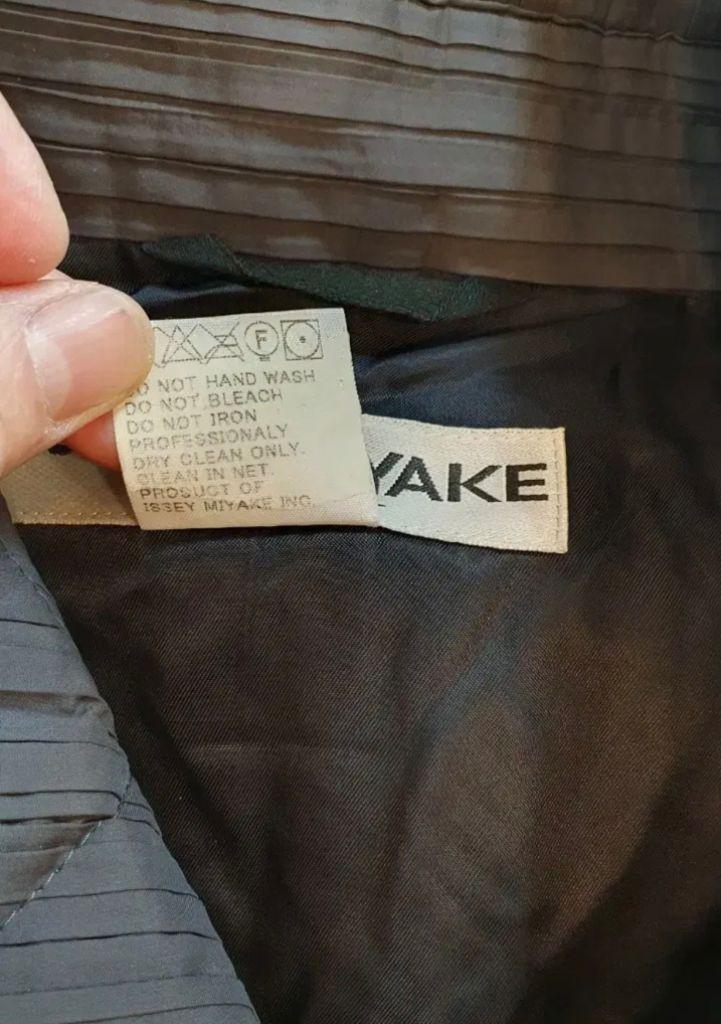 F
DO NOT HAND WASH
DO NOT BLEACH
DO NOT IRON
PROFESSIONALY
DRY CLEAN ONLY.
CLEAN IN NET.
PRODUCT OF
ISSEY MIYAKE INC.
YAKE